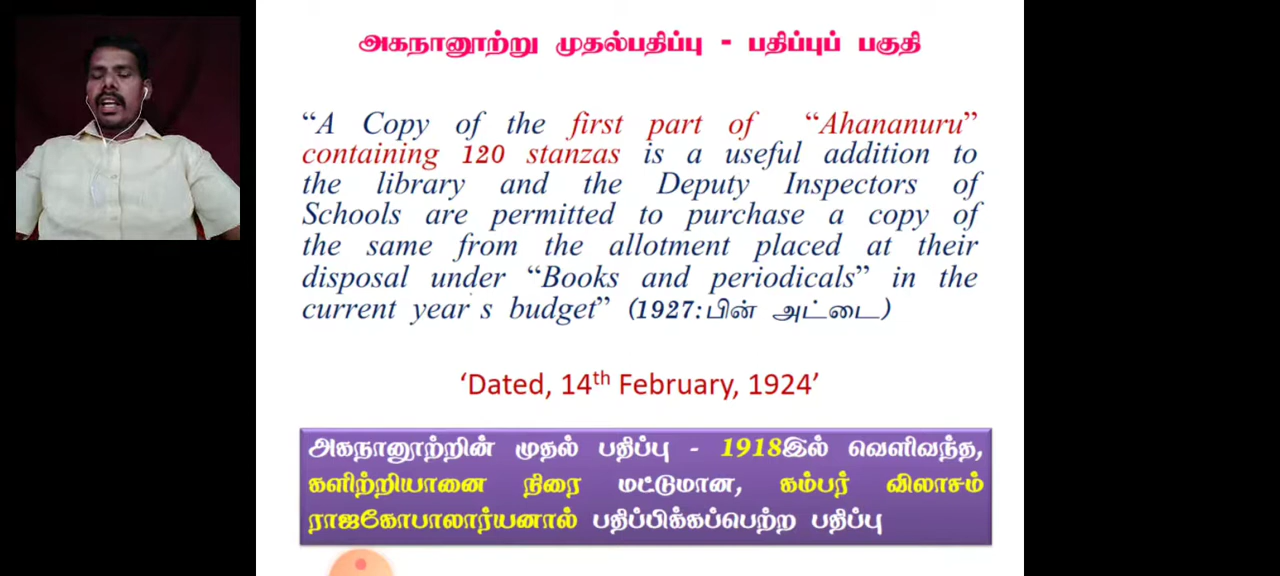 அகநானூற்று முதல்பதிப்பு - பதிப்புப் பகுதி
“A Copy of the first part of “Ahananuru”
containing 120 stanzas is a useful addition to
the library and the Deputy Inspectors of
Schools are permitted to purchase a copy of
the same from the allotment placed at their
disposal under “Books and periodicals” in the
current year s budget” (1927:பின் அட்டை)
‘Dated, 14th February, 1924’
அகநானூற்றின் முதல் பதிப்பு - 1918இல் வெளிவந்த,
களிற்றியானை நிரை மட்டுமான, கம்பர் விலாசம்
ராஜகோபாலார்யனால் பதிப்பிக்கப்பெற்ற பதிப்பு